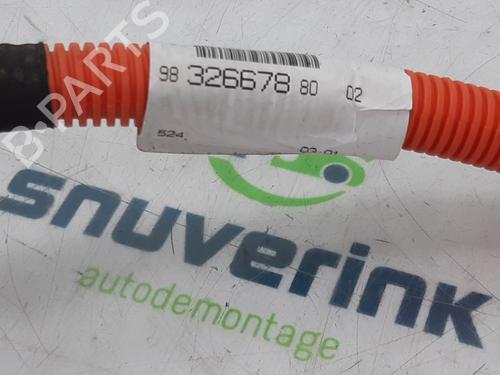 98 326678 80 02
524
B-PARTS
snuverink
autodemontage